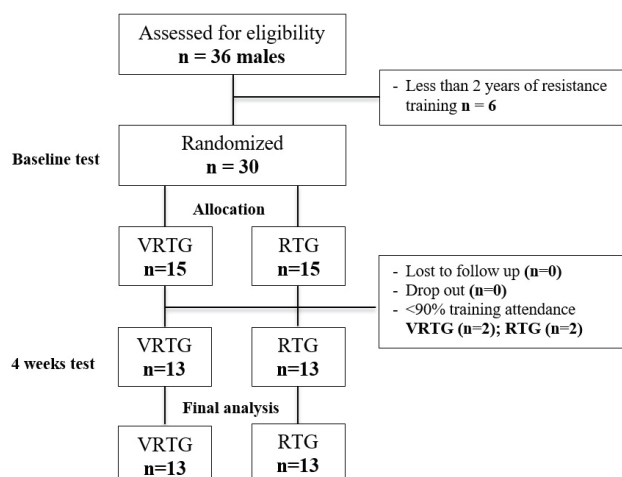 Assessed for eligibility
n = 36 males
- Less than 2 years of resistance
training n = 6
Baseline test
Randomized
n = 30
Allocation
VRTG
n=15
RTG
n=15
- Lost to follow up (n=0)
- Drop out (n=0)
- <90% training attendance
VRTG (n=2); RTG (n=2)
4 weeks test
VRTG
n=13
RTG
n=13
Final analysis
VRTG
n=13
RTG
n=13